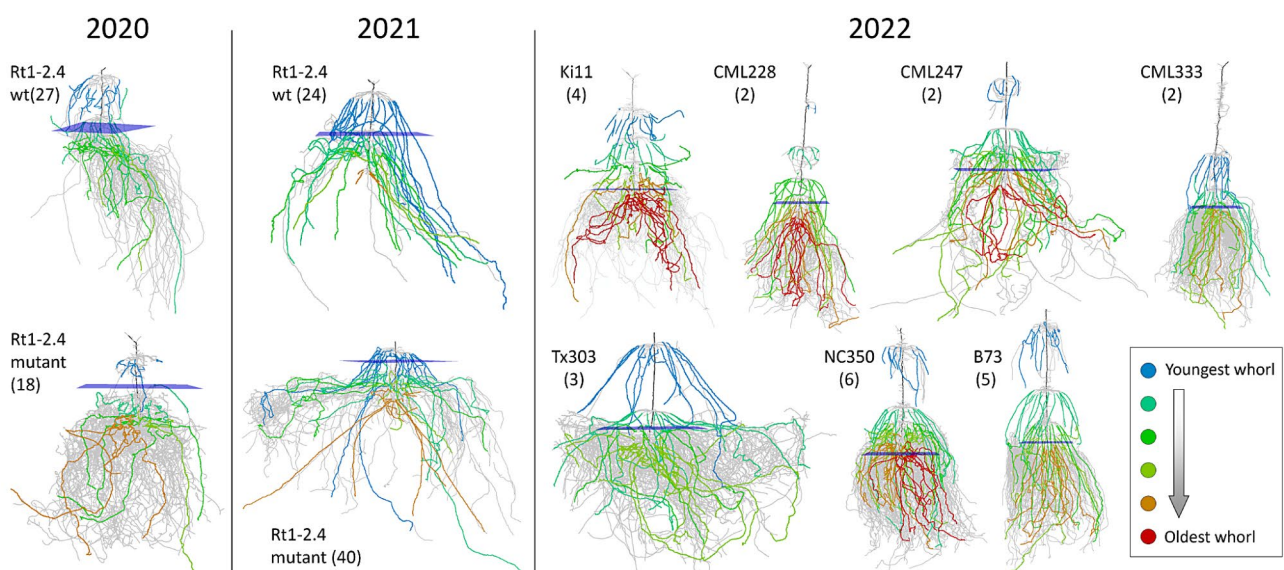 2020
2021
2022
Rt1-2.4
wt(27)
Rt1-2.4
wt (24)
Ki11
(4)
CML228
(2)
CML247
(2)
CML333
(2)
Rt1-2.4
mutant
(18)
Rt1-2.4
mutant (40)
Tx303
(3)
NC350
(6)
B73
(5)
Youngest whorl
Oldest whorl